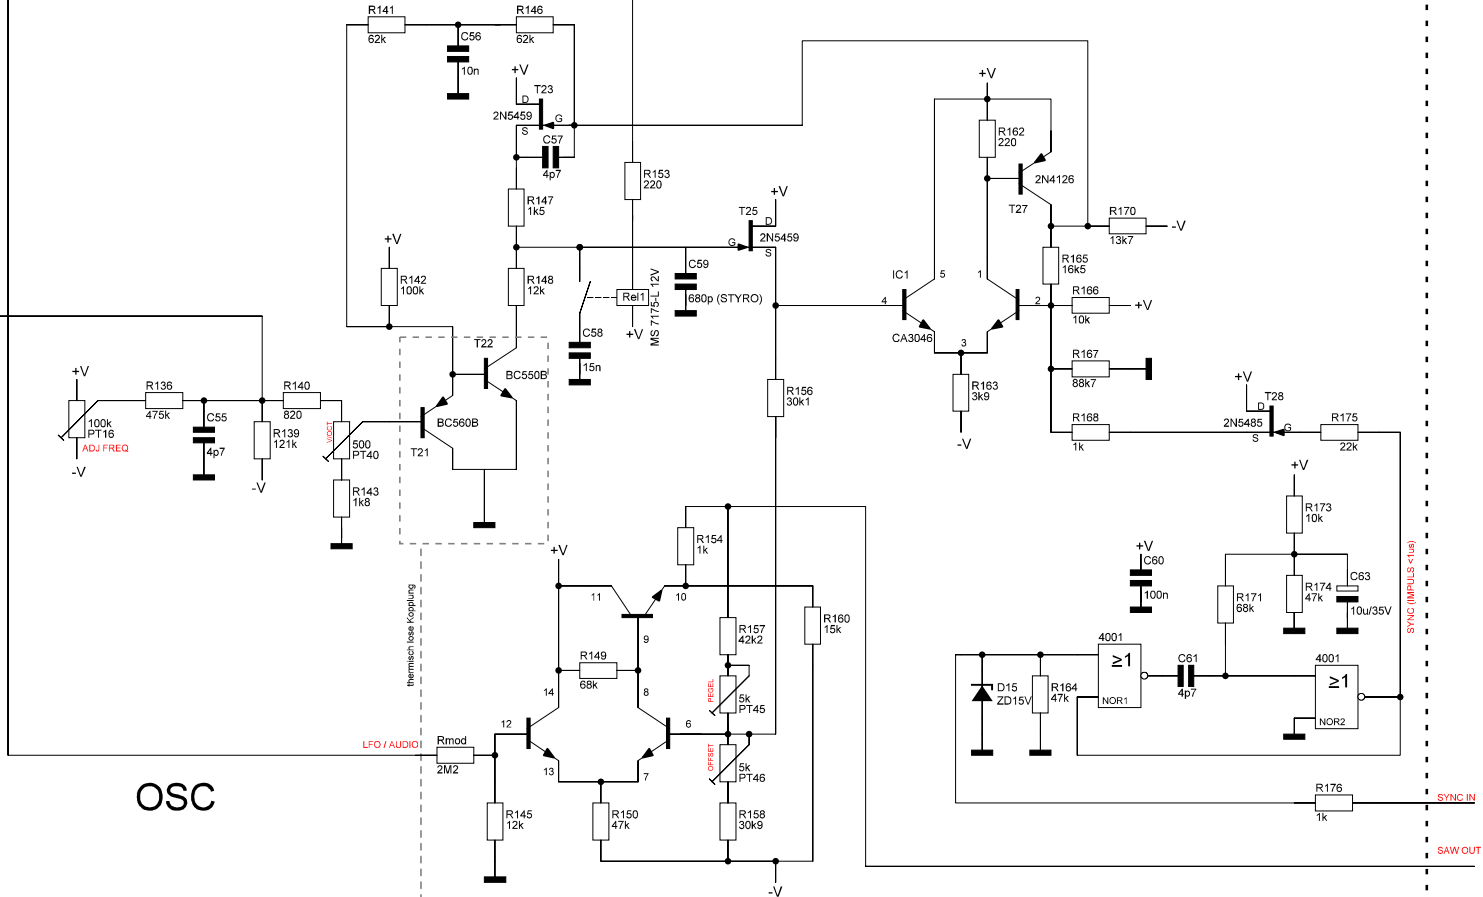 R141
62k
R146
62k
C56
10n
+V
T23
D
2N5459
G
S
C57
4p7
R147
1k5
R153
220
+V
R162
220
2N4126
T27
+V
T25
D
2N5459
G
S
R170
13k7
-V
+V
R142
100k
R148
12k
Rel1
+V
MS 7175-L 12V
C59
680p (STYRO)
IC1
5
1
4
2
3
CA3046
R165
16k5
R166
10k
+V
C58
15n
R167
88k7
R163
3k9
-V
T22
BC550B
BC560B
T21
R156
30k1
+V
100k
PT16
ADJ FREQ
-V
R136
475k
C55
4p7
R139
121k
-V
R140
820
V/OCT
500
PT40
R143
1k8
R168
1k
+V
T28
D
2N5485
G
S
R175
22k
+V
R173
10k
R174
47k
C63
10u/35V
R171
68k
SYNC (IMPULS <1us)
+V
C60
100n
thermisch lose Kopplung
+V
R154
1k
11
10
9
R160
15k
R157
42k2
R149
68k
14
8
PEGEL
5k
PT45
12
6
13
7
OFFSET
5k
PT46
LFO / AUDIO
Rmod
2M2
R145
12k
R150
47k
R158
30k9
-V
4001
≥1
NOR1
C61
4p7
4001
≥1
NOR2
D15
ZD15V
R164
47k
R176
1k
SYNC IN
SAW OUT
OSC